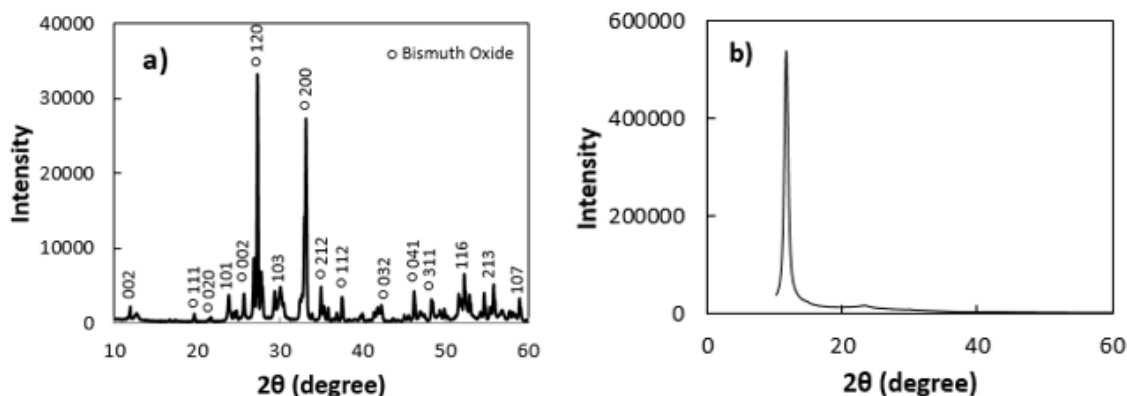 a)
○ Bismuth Oxide
Intensity
40000
30000
20000
10000
0
002
○ 111
○ 020
101
○ 002
○ 120
103
○ 200
○ 212
○ 112
○ 032
○ 041
○ 311
116
213
107
10 20 30 40 50 60
2θ (degree)
b)
Intensity
600000
400000
200000
0
0 20 40 60
2θ (degree)